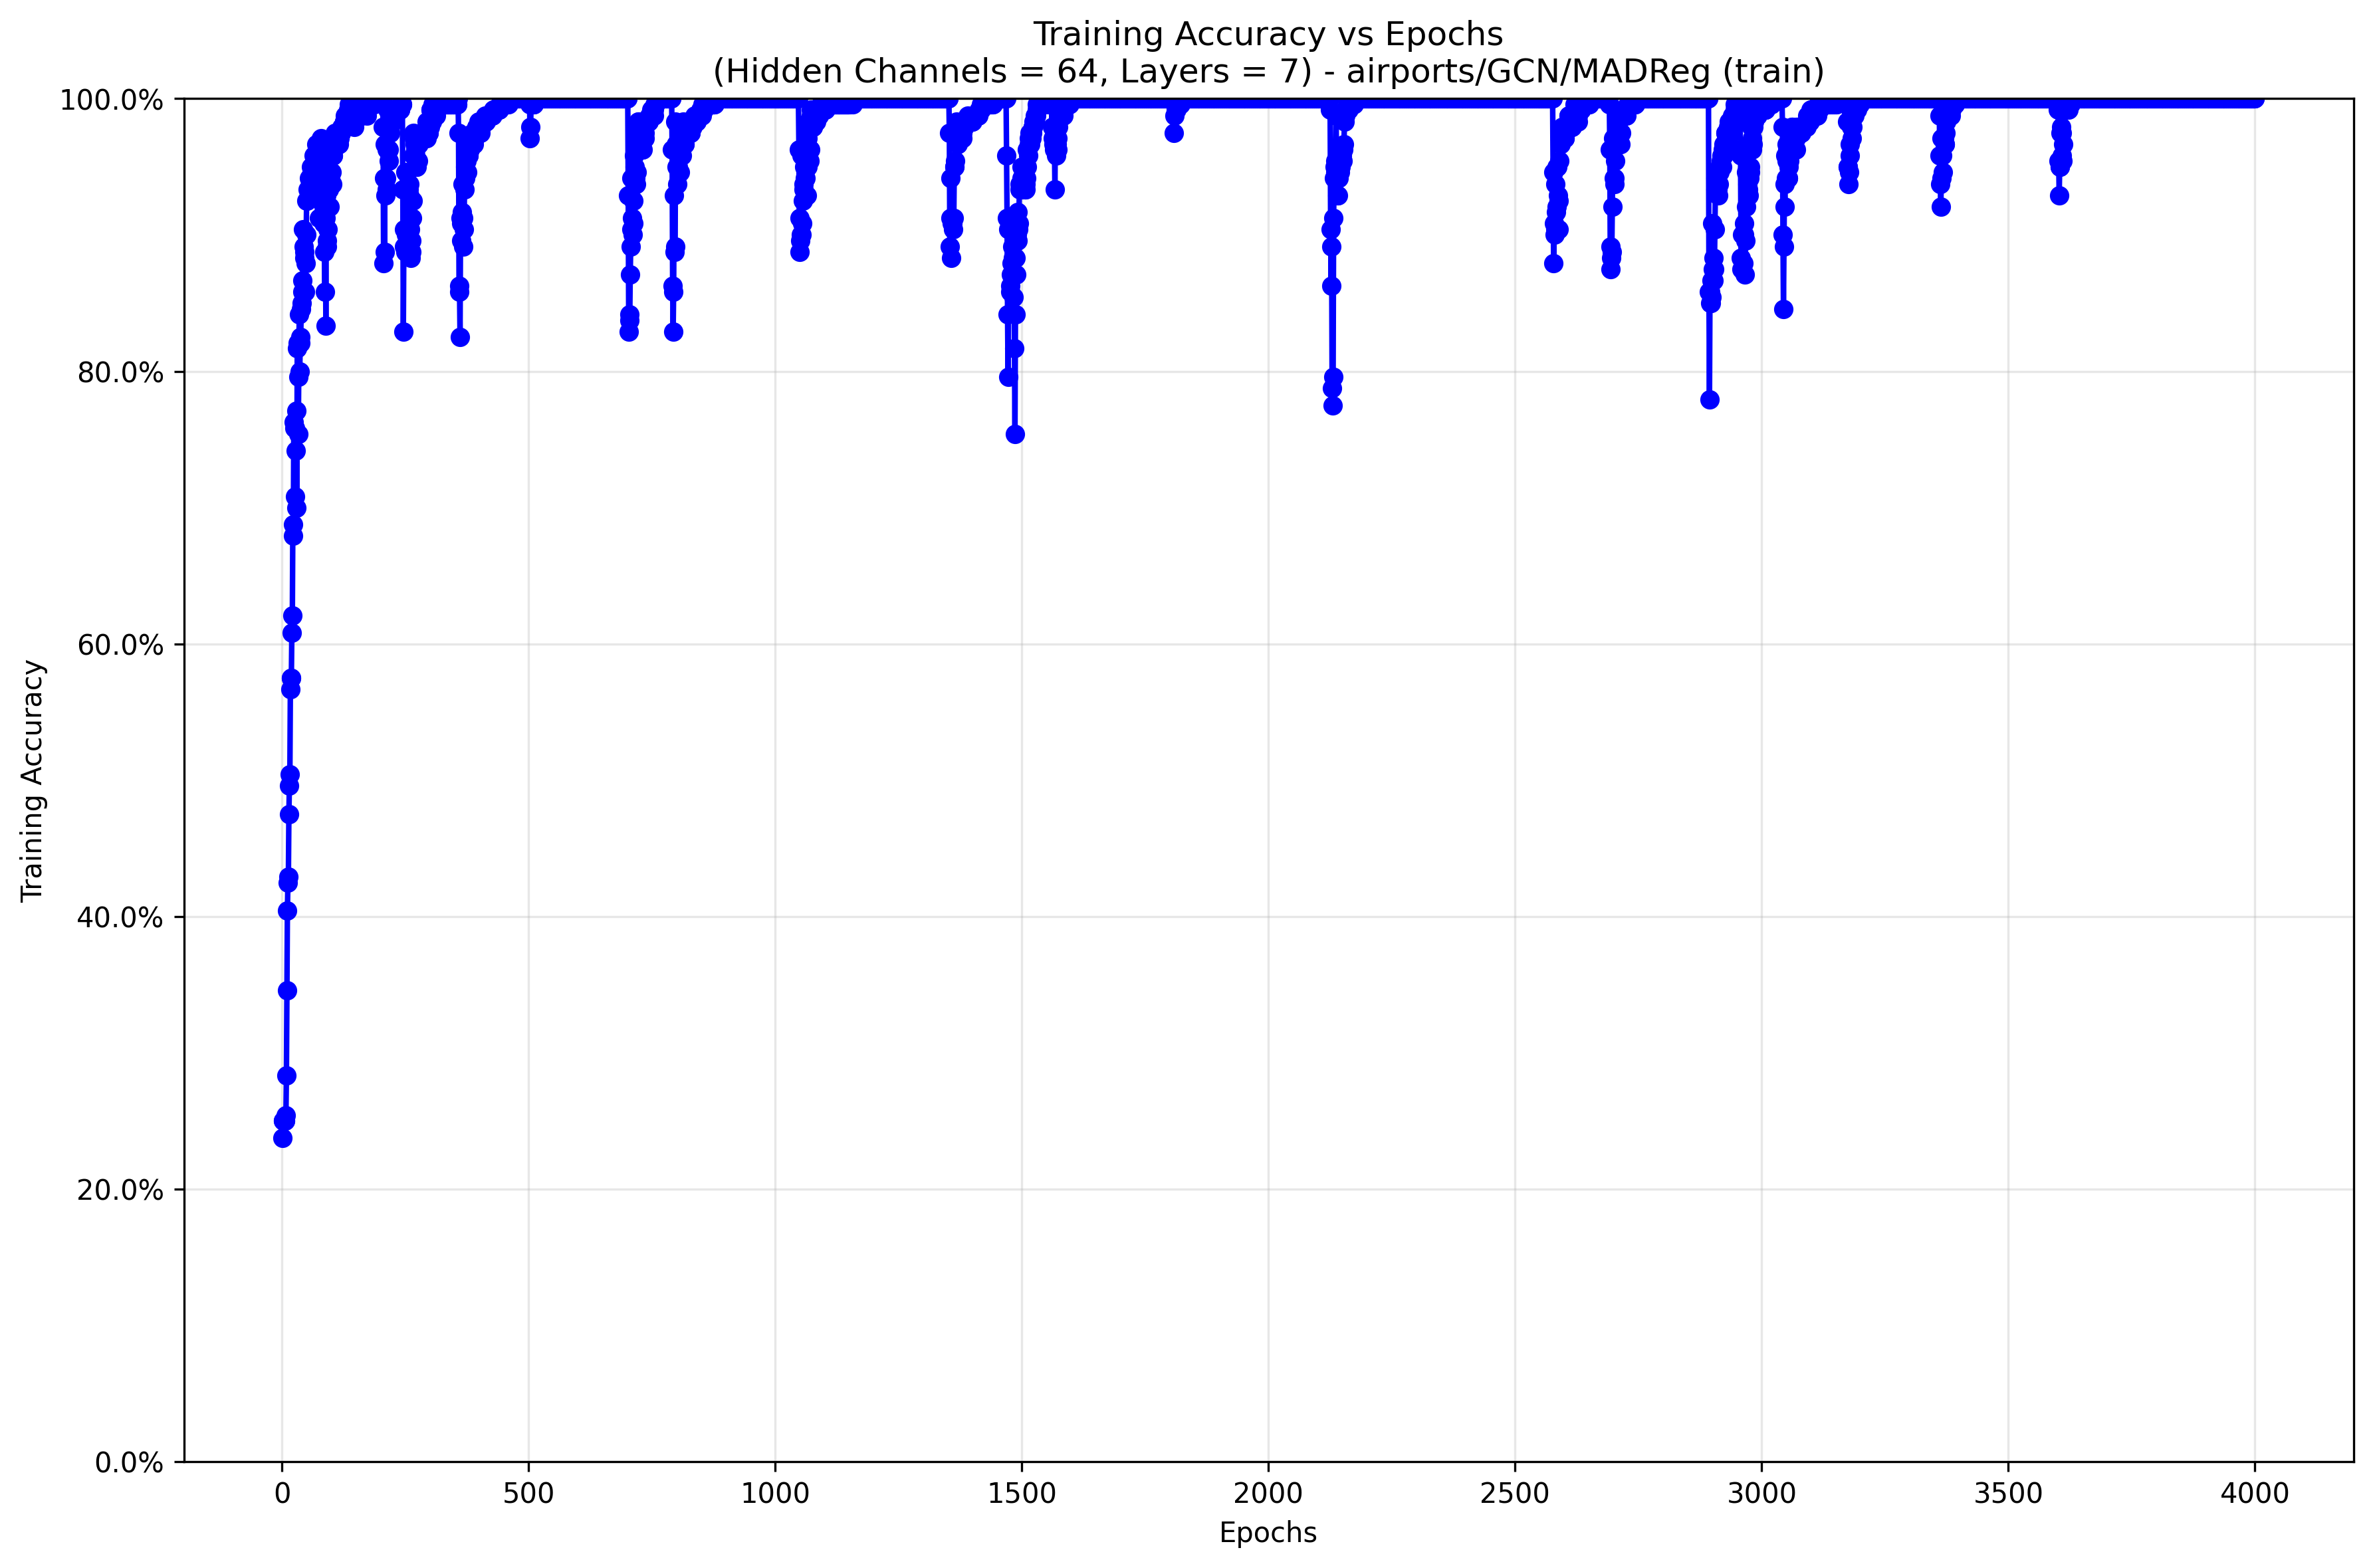 Training Accuracy vs Epochs
(Hidden Channels = 64, Layers = 7) - airports/GCN/MADReg (train)
100.0%
80.0%
60.0%
40.0%
20.0%
0.0%
Training Accuracy
0 500 1000 1500 2000 2500 3000 3500 4000
Epochs